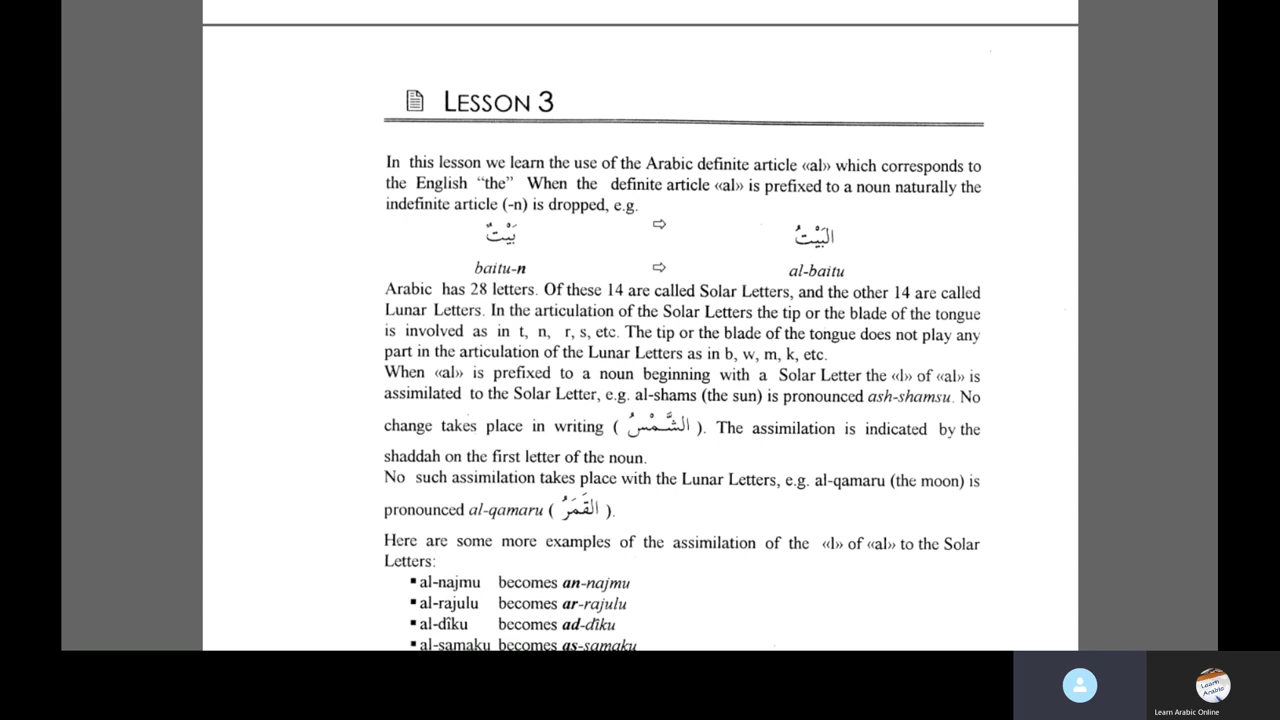 LESSON 3
In this lesson we learn the use of the Arabic definite article «al» which corresponds to
the English “the” When the definite article «al» is prefixed to a noun naturally the
indefinite article (-n) is dropped, e.g.
بَيْتٌ ⇨ البَيْتُ
baitu-n ⇨ al-baitu
Arabic has 28 letters. Of these 14 are called Solar Letters, and the other 14 are called
Lunar Letters. In the articulation of the Solar Letters the tip or the blade of the tongue
is involved as in t, n, r, s, etc. The tip or the blade of the tongue does not play any
part in the articulation of the Lunar Letters as in b, w, m, k, etc.
When «al» is prefixed to a noun beginning with a Solar Letter the «l» of «al» is
assimilated to the Solar Letter, e.g. al-shams (the sun) is pronounced ash-shamsu. No
change takes place in writing ( الشَّمْسُ ). The assimilation is indicated by the
shaddah on the first letter of the noun.
No such assimilation takes place with the Lunar Letters, e.g. al-qamaru (the moon) is
pronounced al-qamaru ( القَمَرُ ).
Here are some more examples of the assimilation of the «l» of «al» to the Solar
Letters:
▪ al-najmu becomes an-najmu
▪ al-rajulu becomes ar-rajulu
▪ al-dîku becomes ad-dîku
▪ al-samaku becomes as-samaku
Learn Arabic
Learn Arabic Online